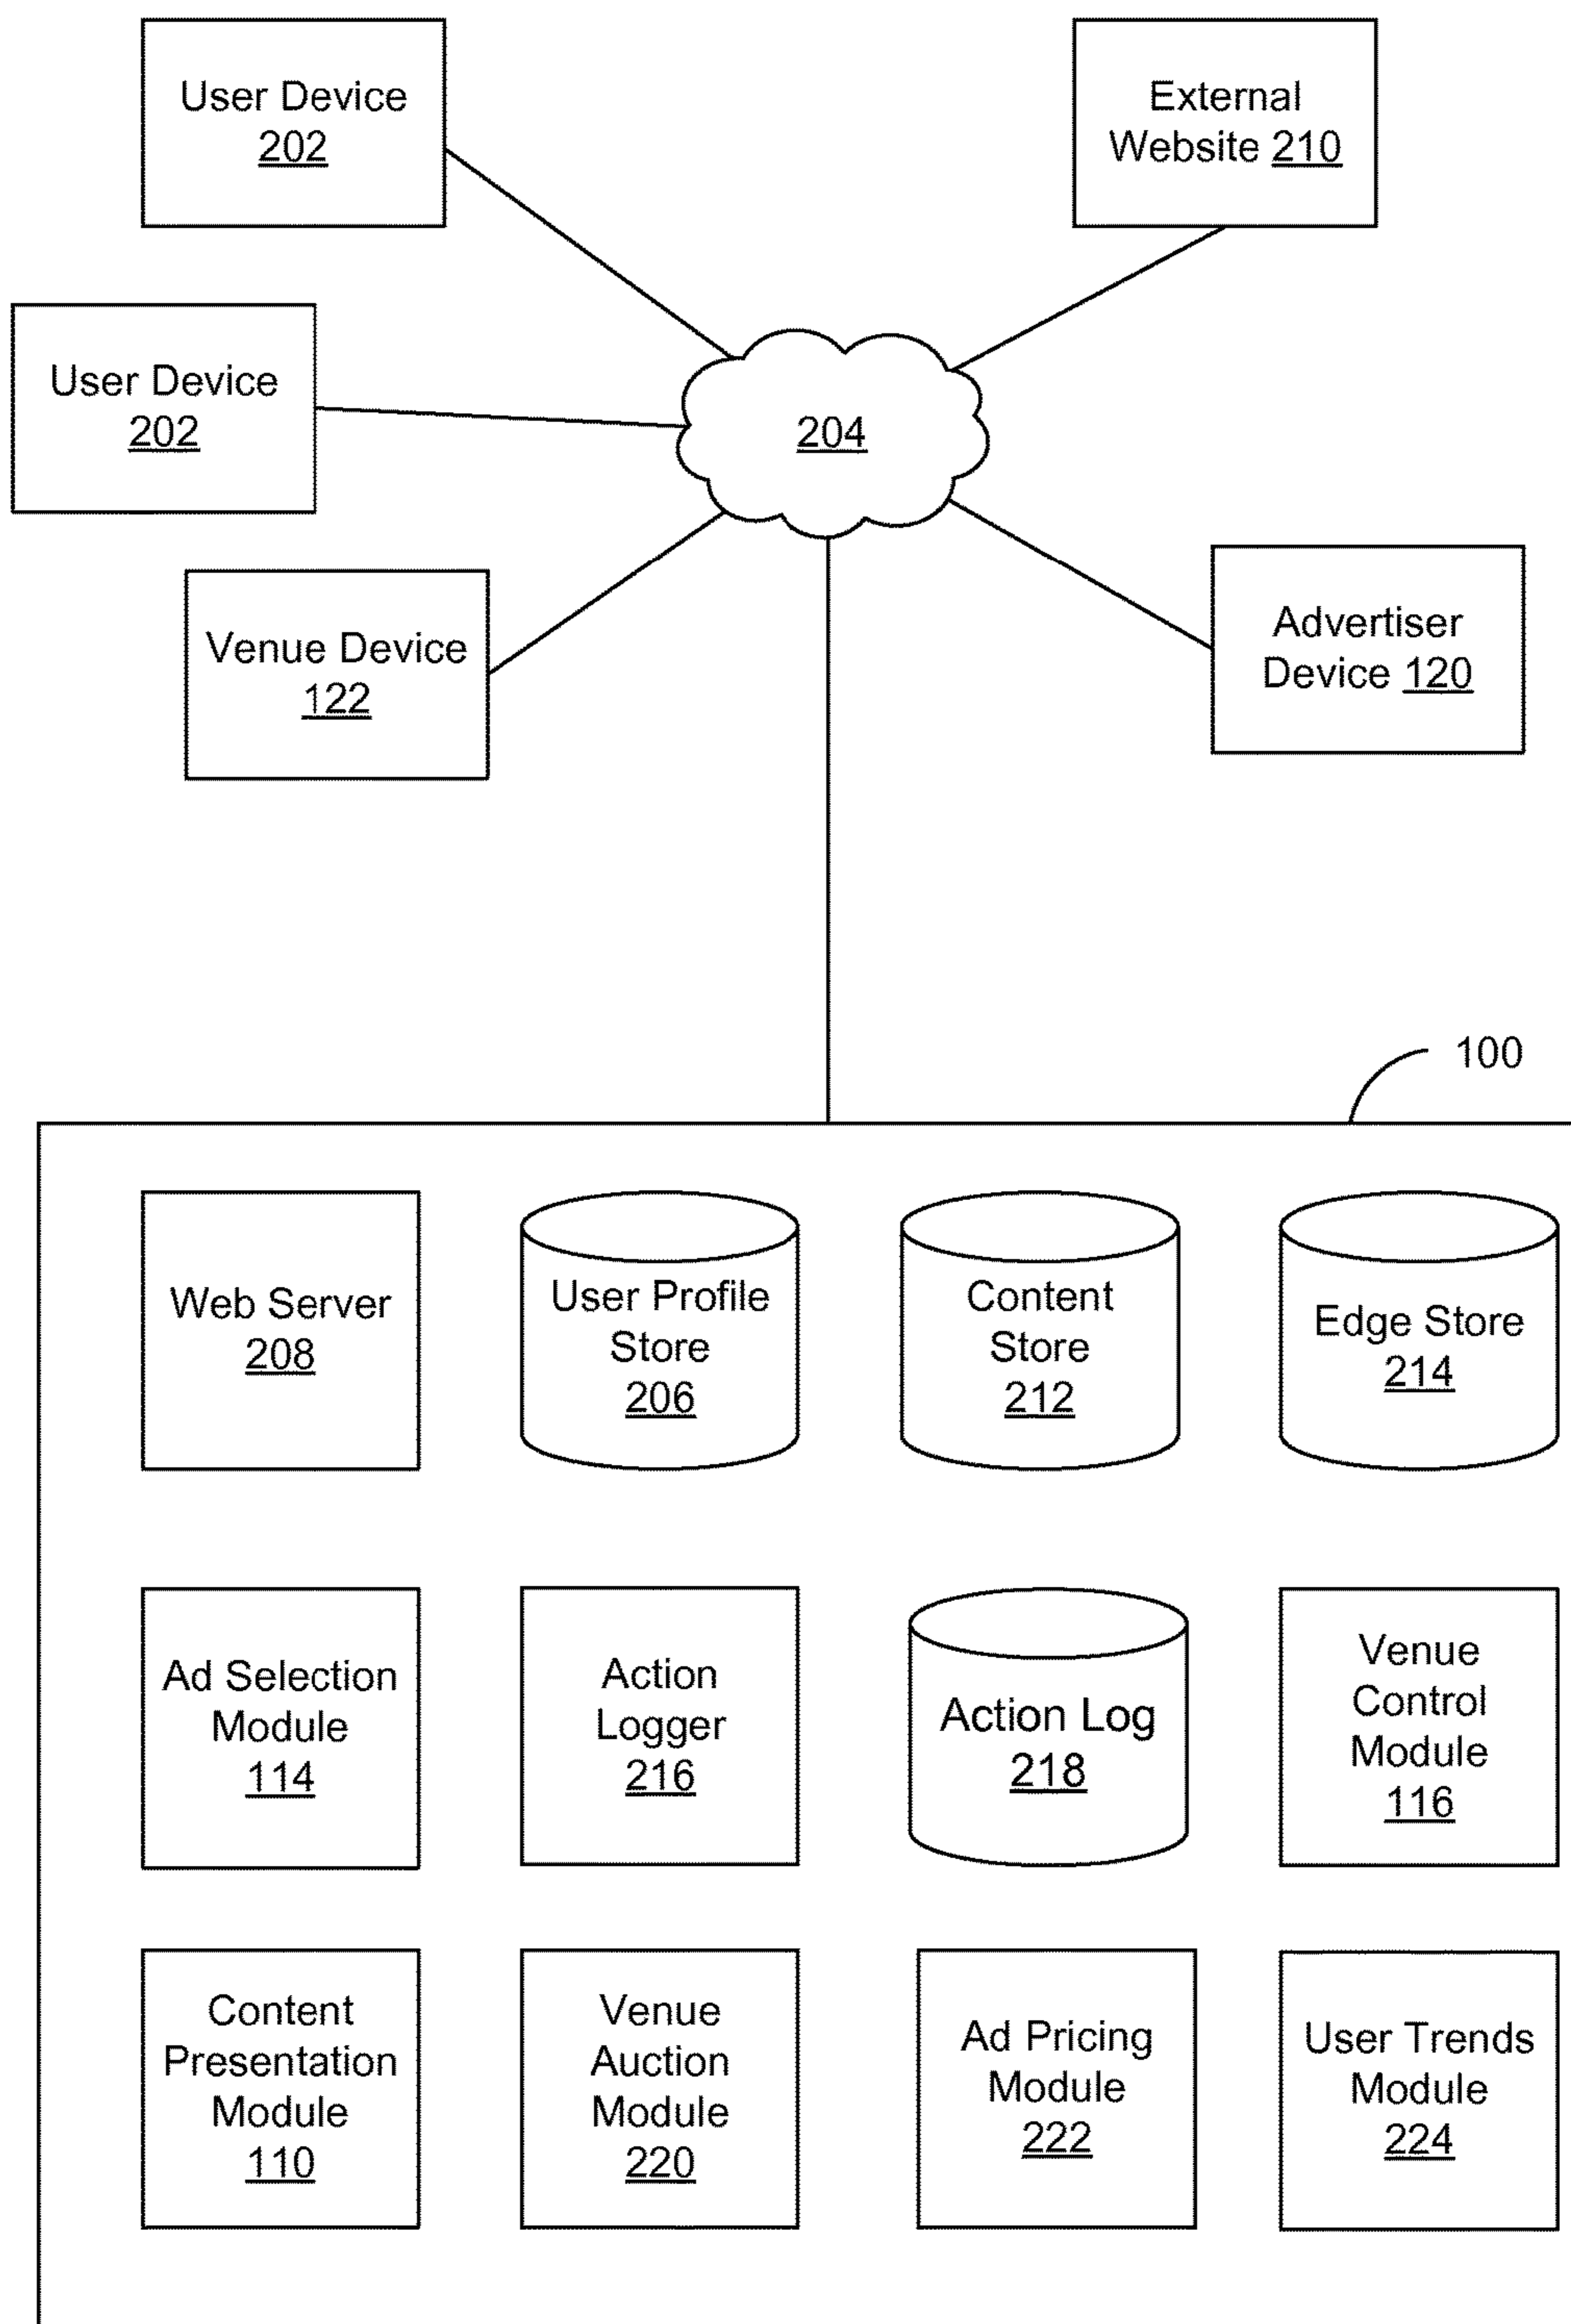 User Device
202
External
Website 210
User Device
202
204
Venue Device
122
Advertiser
Device 120
100
Web Server
208
User Profile
Store
206
Content
Store
212
Edge Store
214
Ad Selection
Module
114
Action
Logger
216
Action Log
218
Venue
Control
Module
116
Content
Presentation
Module
110
Venue
Auction
Module
220
Ad Pricing
Module
222
User Trends
Module
224